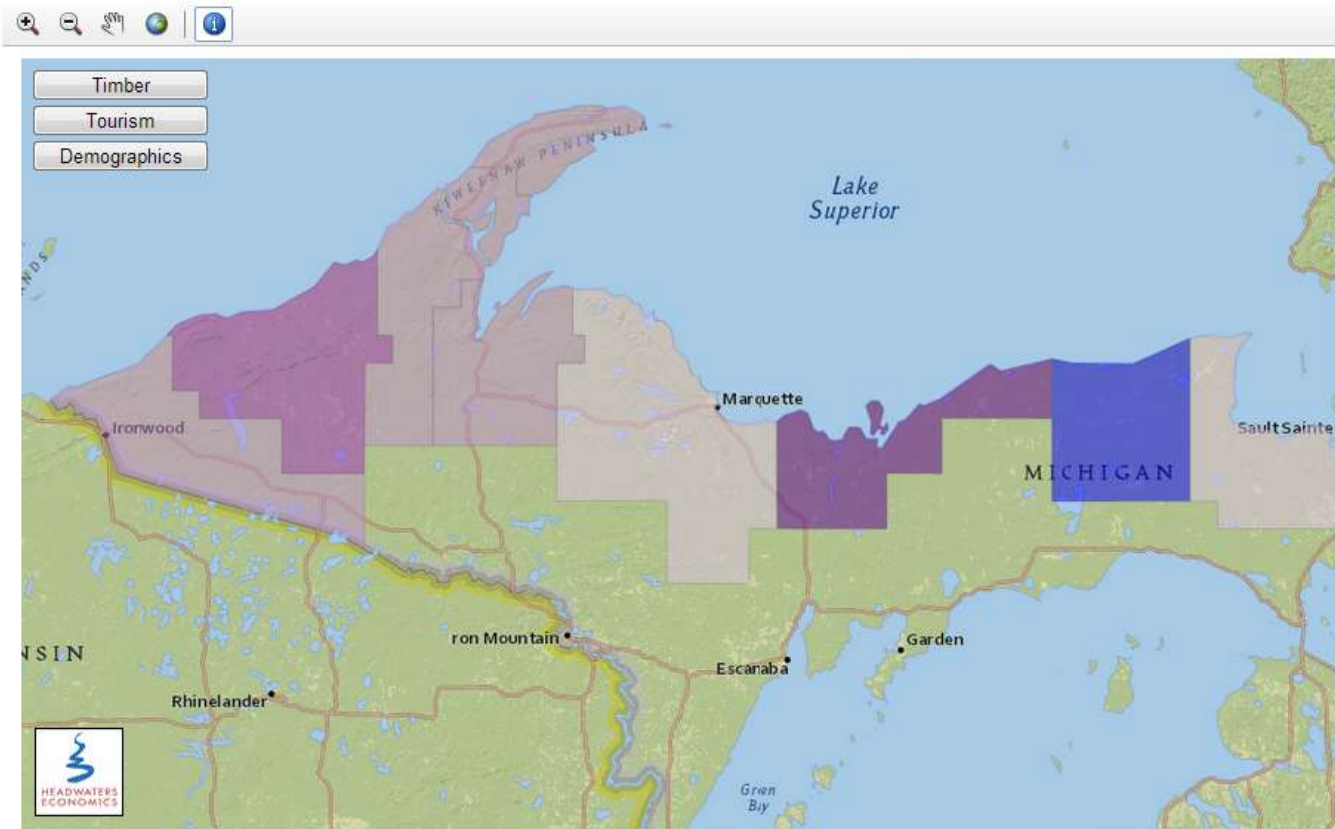 Timber
Tourism
Demographics
KEWEENAW PENINSULA
Lake
Superior
NDS
Marquette
Ironwood
Sault Sainte
MICHIGAN
ron Mountain
Garden
NSIN
Escanaba
Rhinelander
HEADWATERS
ECONOMICS
Green
Bay